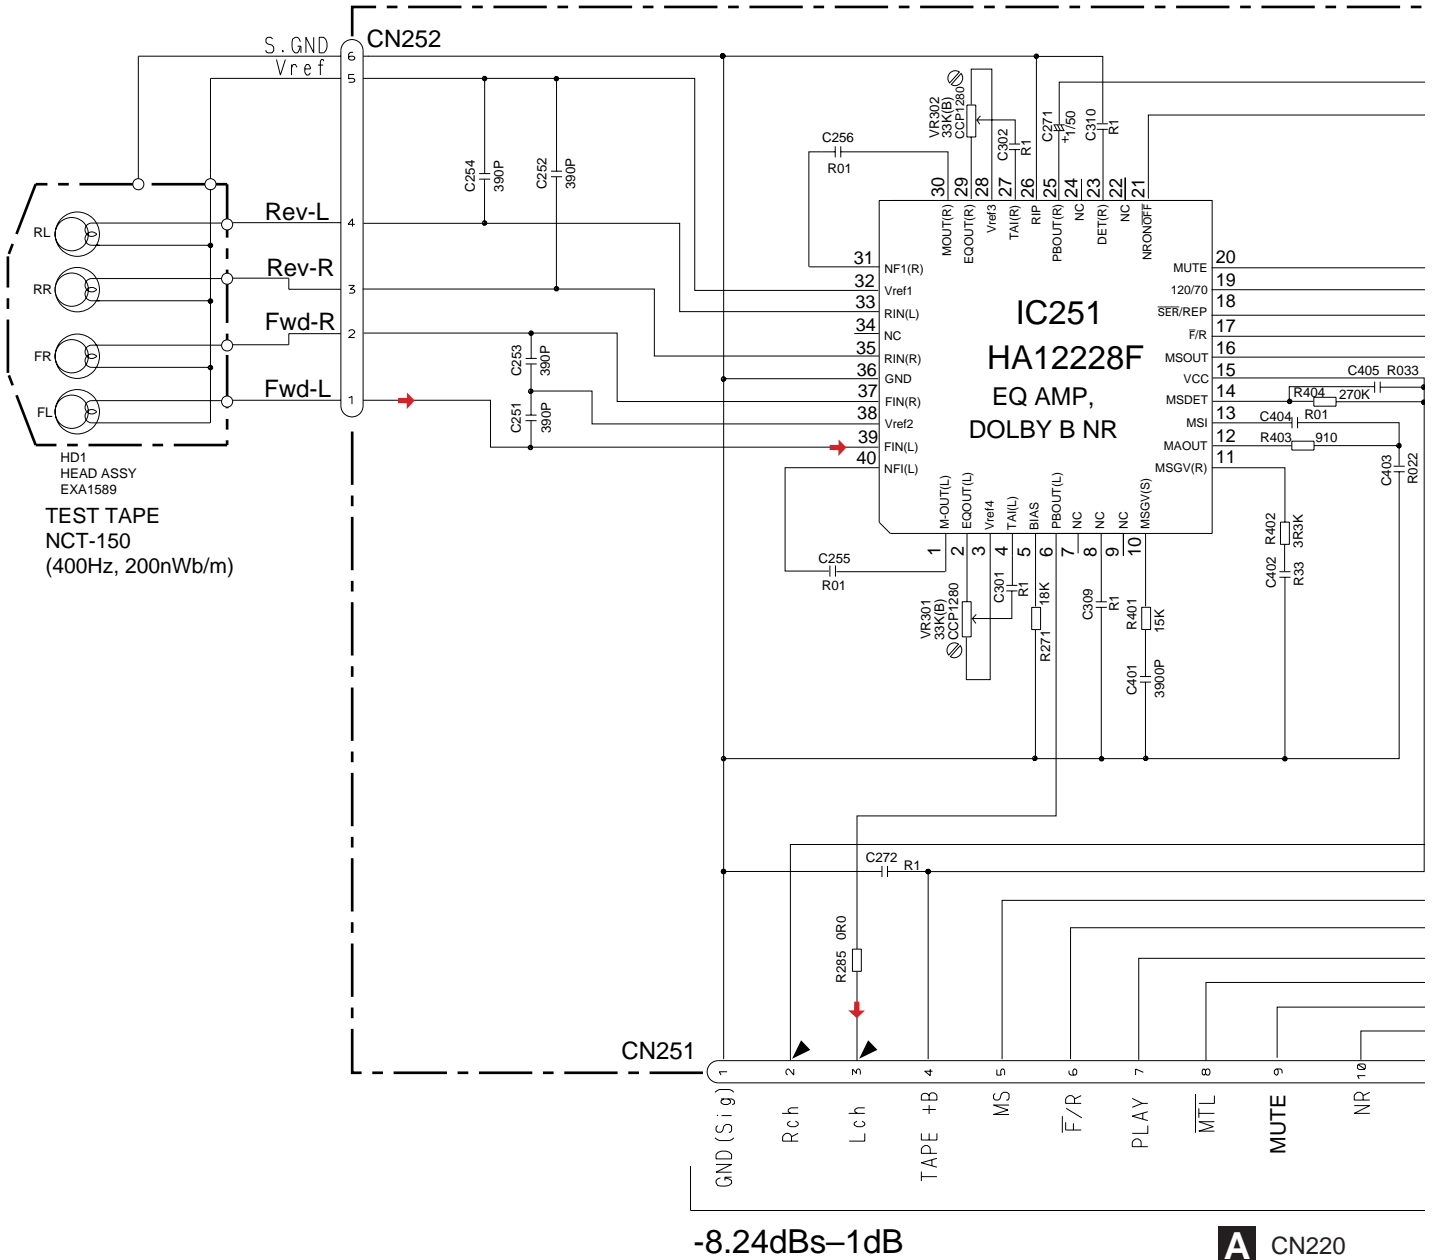 S.GND
Vref
CN252
6
5
4
3
2
1
Rev-L
Rev-R
Fwd-R
Fwd-L
RL
RR
FR
FL
HD1
HEAD ASSY
EXA1589
TEST TAPE
NCT-150
(400Hz, 200nWb/m)
C254
390P
C252
390P
C253
390P
C251
390P
C256
R01
VR302
33K(B)
CCP1280
C302
R1
C271
1/50
+
C310
R1
30
29
28
27
26
25
24
23
22
21
MOUT(R)
EQOUT(R)
Vref3
TAI(R)
RIP
PBOUT(R)
NC
DET(R)
NC
NRONOFF
31
NF1(R)
32
Vref1
33
RIN(L)
34
NC
35
RIN(R)
36
GND
37
FIN(R)
38
Vref2
39
FIN(L)
40
NFI(L)
IC251
HA12228F
EQ AMP,
DOLBY B NR
20
MUTE
19
120/70
18
SER/REP
17
F/R
16
MSOUT
15
VCC
14
MSDET
13
MSI
12
MAOUT
11
MSGV(R)
C405 R033
R404
270K
C404
R01
R403
910
C403
R022
R402
3R3K
C402
R33
M-OUT(L)
EQOUT(L)
Vref4
TAI(L)
BIAS
PBOUT(L)
NC
NC
NC
MSGV(S)
1
2
3
4
5
6
7
8
9
10
C255
R01
VR301
33K(B)
CCP1280
C301
R1
18K
R271
C309
R1
R401
15K
C401
3900P
C272
R1
R285 0R0
CN251
1
2
3
4
5
6
7
8
9
10
GND(Sig)
Rch
Lch
TAPE +B
MS
F/R
PLAY
MTL
MUTE
NR
-8.24dBs–1dB
A CN220